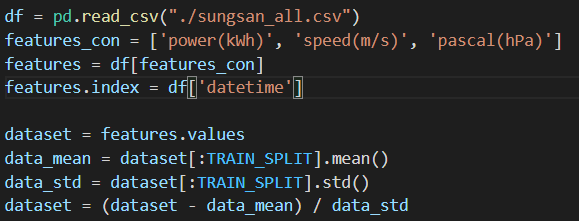 df = pd.read_csv("./sungsan_all.csv")
features_con = ['power(kWh)', 'speed(m/s)', 'pascal(hPa)']
features = df[features_con]
features.index = df['datetime']
dataset = features.values
data_mean = dataset[:TRAIN_SPLIT].mean()
data_std = dataset[:TRAIN_SPLIT].std()
dataset = (dataset - data_mean) / data_std